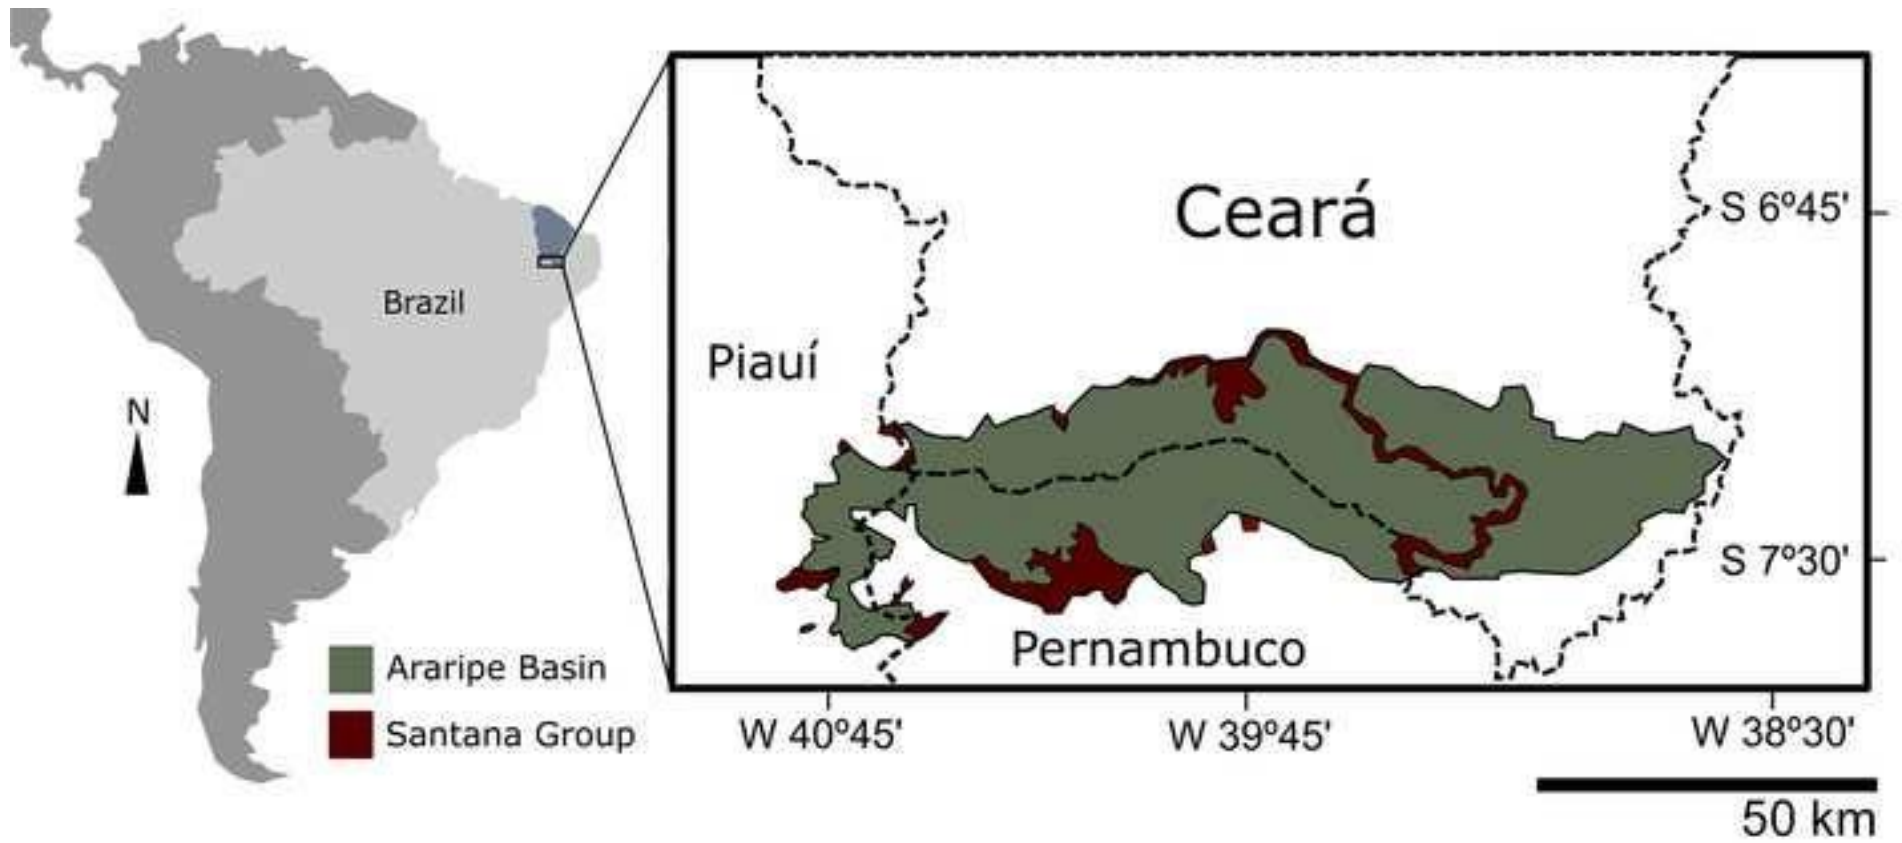 Ceará
S 6º45'
Brazil
Piauí
N
S 7º30'
Pernambuco
Araripe Basin
Santana Group
W 40º45'
W 39º45'
W 38º30'
50 km